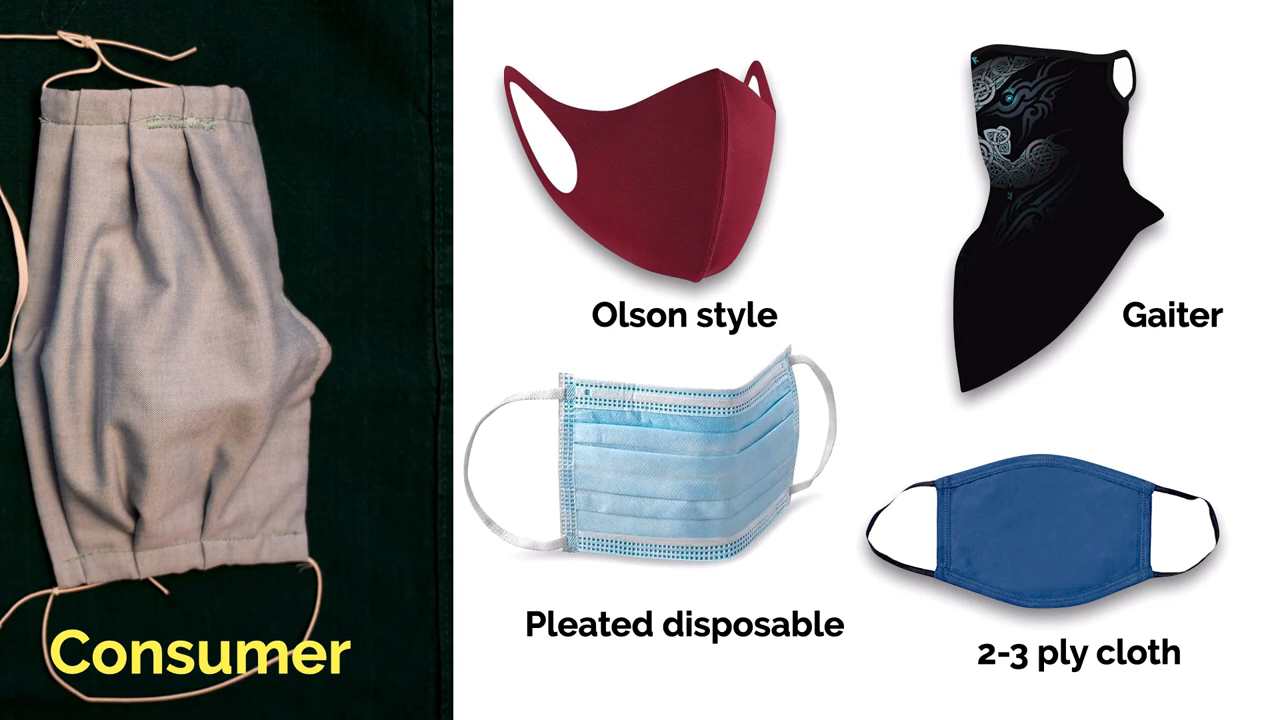 Consumer
Olson style
Gaiter
Pleated disposable
2-3 ply cloth